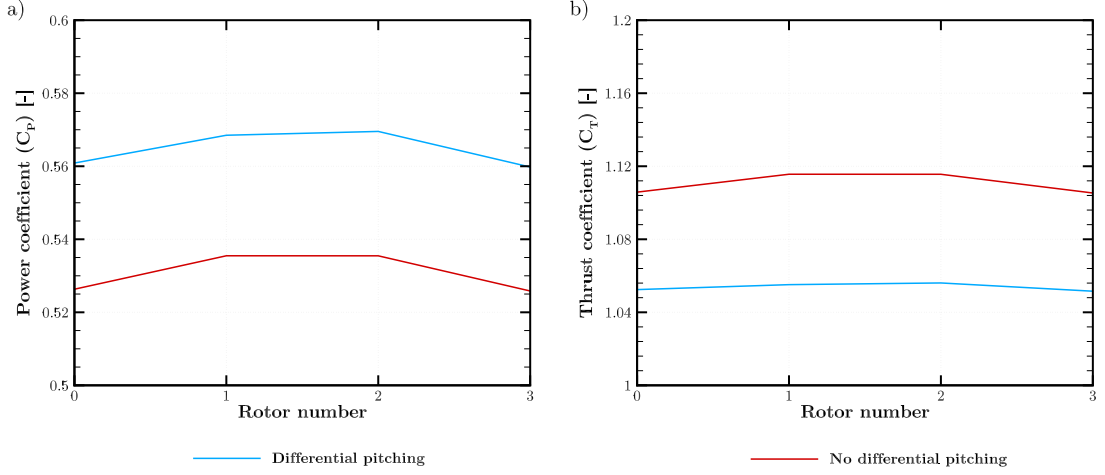 a)
Power coefficient (C_P) [-]
0.6
0.58
0.56
0.54
0.52
0.5
0 1 2 3
Rotor number
b)
Thrust coefficient (C_T) [-]
1.2
1.16
1.12
1.08
1.04
1
0 1 2 3
Rotor number
Differential pitching
No differential pitching